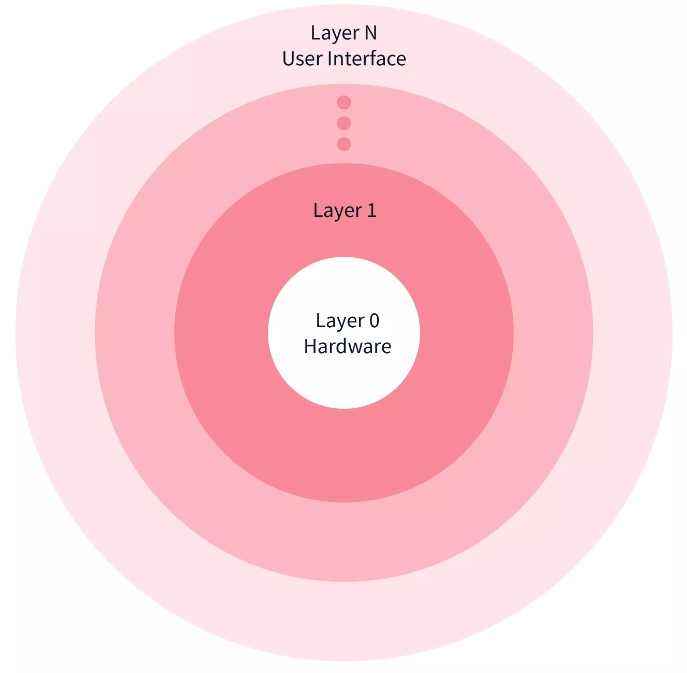 Layer N
User Interface
Layer 1
Layer 0
Hardware